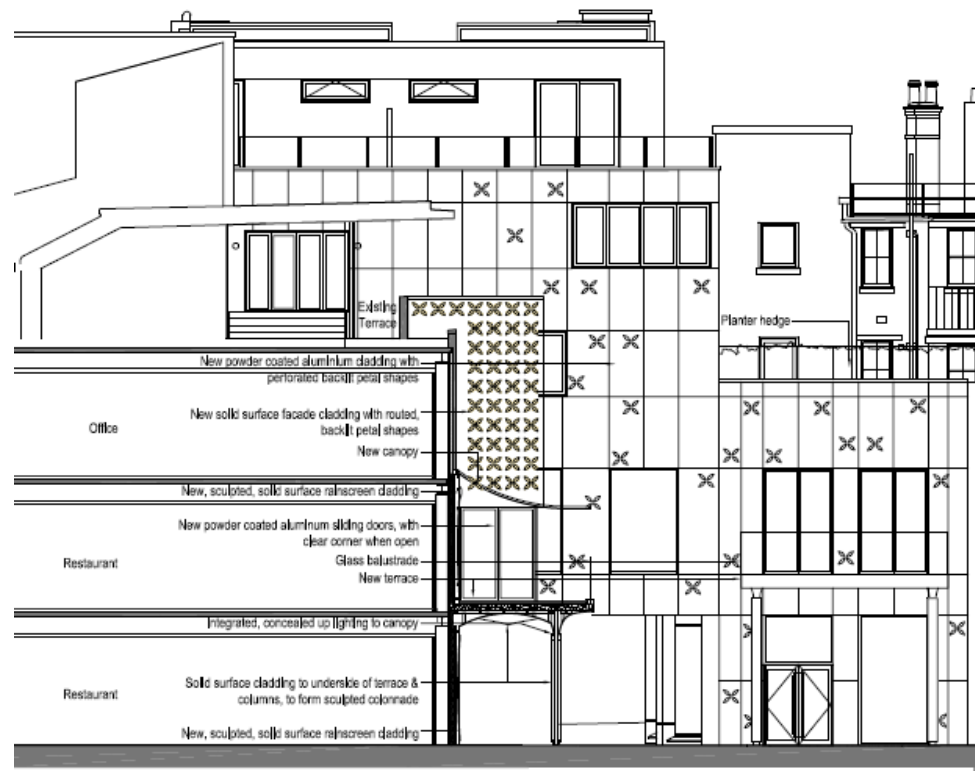 Existing
Terrace
Planter hedge
New powder coated aluminium cladding with
perforated backlit petal shapes
New solid surface facade cladding with routed,
backlit petal shapes
Office
New canopy
New, sculpted, solid surface rainscreen cladding
New powder coated aluminum sliding doors, with
clear corner when open
Restaurant
Glass balustrade
New terrace
Integrated, concealed up lighting to canopy
Solid surface cladding to underside of terrace &
columns, to form sculpted colonnade
Restaurant
New, sculpted, solid surface rainscreen cladding